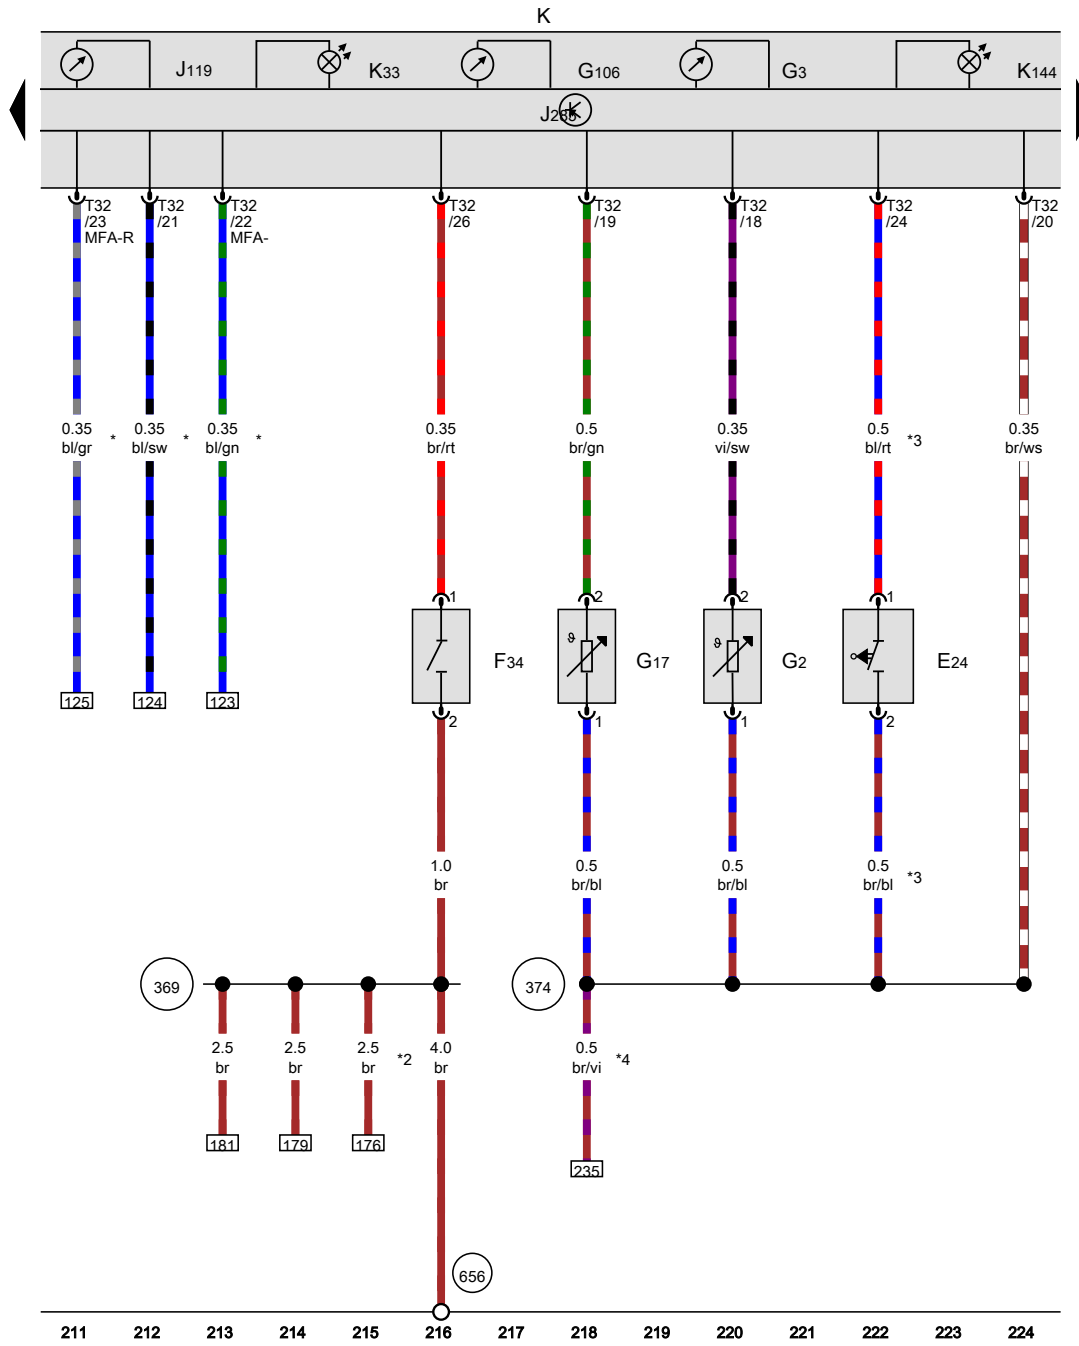 K
J119
K33
G106
G3
K144
J285
T32
/23
MFA-R
T32
/21
T32
/22
MFA-
T32
/26
T32
/19
T32
/18
T32
/24
T32
/20
0.35
bl/gr
*
0.35
bl/sw
*
0.35
bl/gn
*
0.35
br/rt
0.5
br/gn
0.35
vi/sw
0.5
bl/rt
*3
0.35
br/ws
1
2
2
1
F34
G17
G2
E24
ϑ
ϑ
125
124
123
2
1
1
2
1.0
br
0.5
br/bl
0.5
br/bl
0.5
br/bl
*3
369
374
2.5
br
2.5
br
2.5
br
*2
4.0
br
0.5
br/vi
*4
181
179
176
235
656
211 212 213 214 215 216 217 218 219 220 221 222 223 224